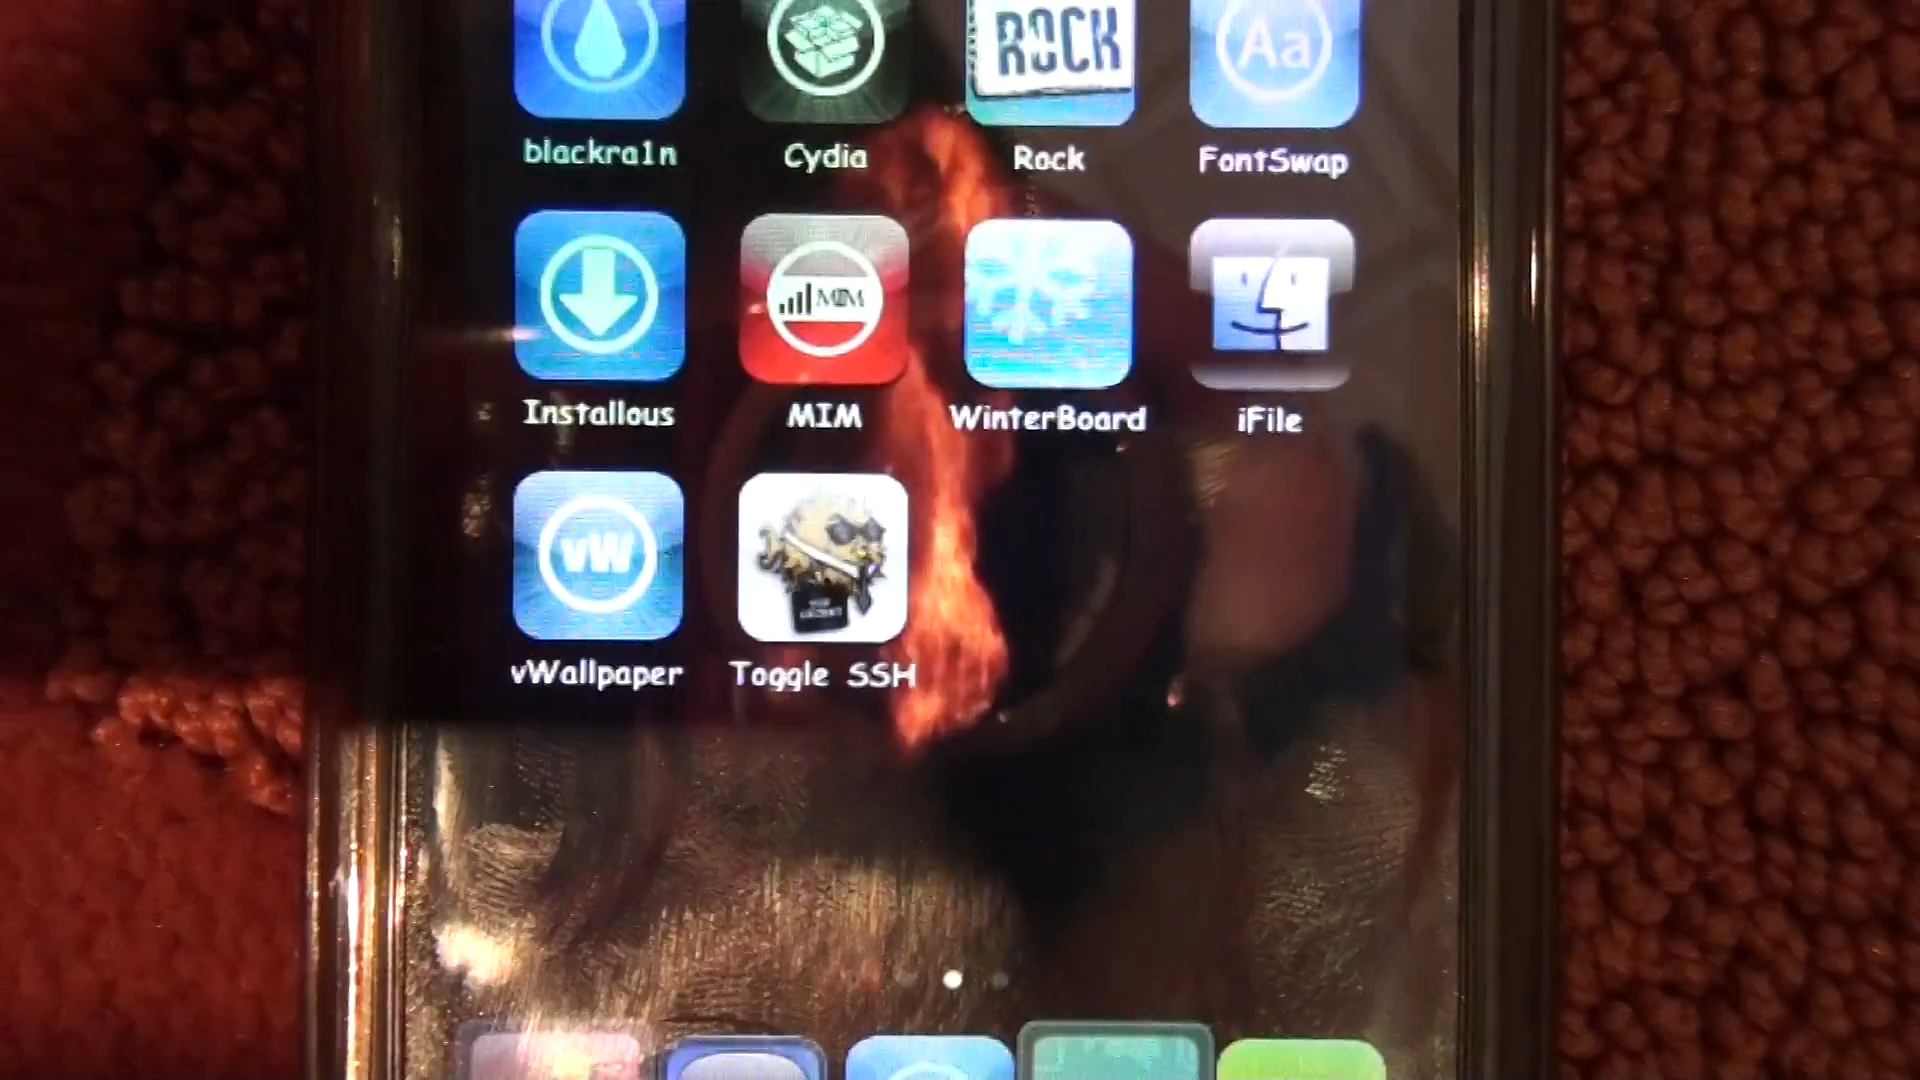 ROCK
Aa
blackra1n
Cydia
Rock
FontSwap
MIM
Installous
MIM
WinterBoard
iFile
vW
vWallpaper
Toggle SSH